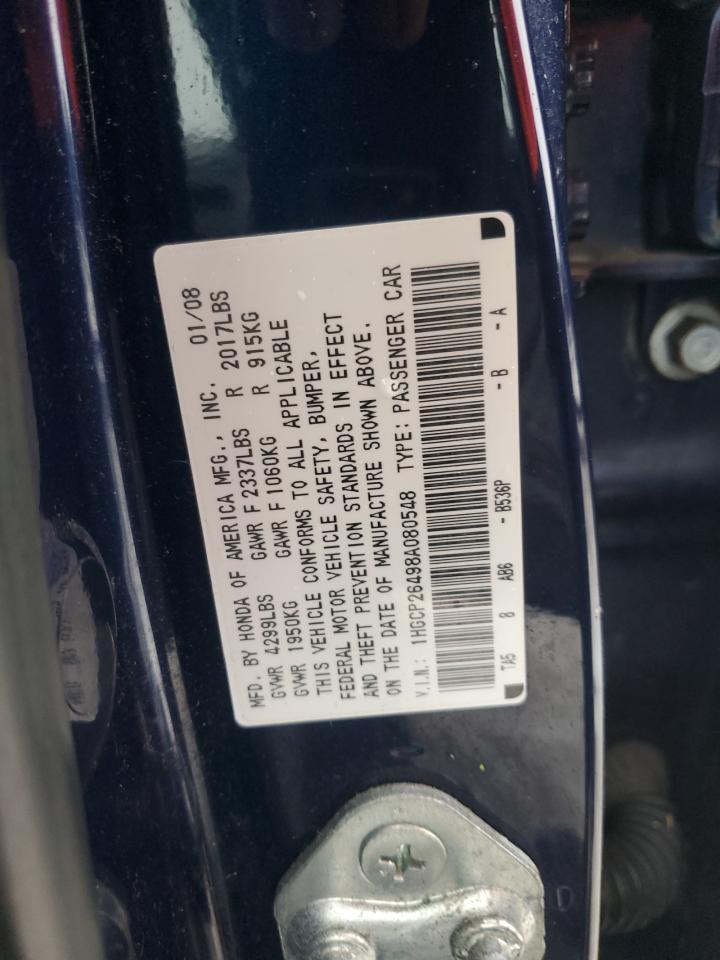 MFD. BY HONDA OF AMERICA MFG., INC. 01/08
GVWR 4299LBS GAWR F 2337LBS R 2017LBS
GVWR 1950KG GAWR F 1060KG R 915KG
THIS VEHICLE CONFORMS TO ALL APPLICABLE
FEDERAL MOTOR VEHICLE SAFETY, BUMPER,
AND THEFT PREVENTION STANDARDS IN EFFECT
ON THE DATE OF MANUFACTURE SHOWN ABOVE.
V.I.N.: 1HGCP26498A080548 TYPE: PASSENGER CAR
TA5 8 AB6 - B536P - B - A